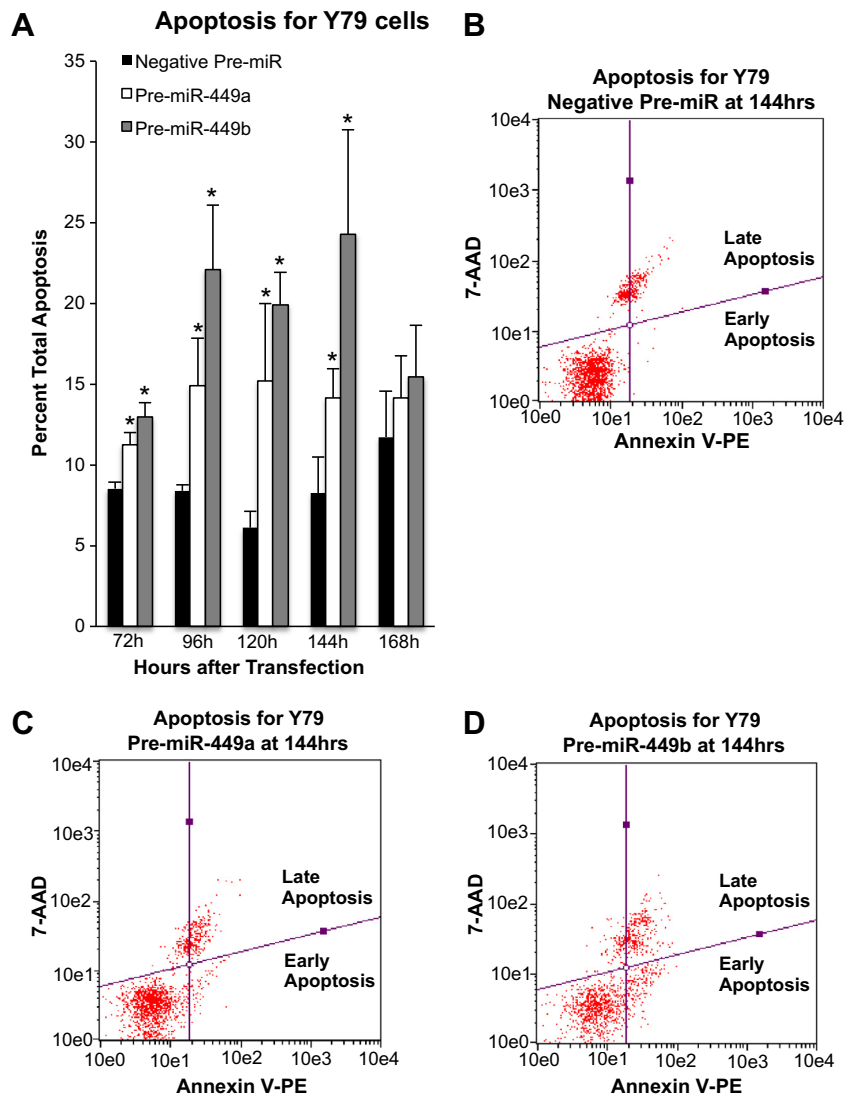 A
Apoptosis for Y79 cells
Percent Total Apoptosis
35
30
25
20
15
10
5
0
Negative Pre-miR
Pre-miR-449a
Pre-miR-449b
* * * * * * * *
72h 96h 120h 144h 168h
Hours after Transfection
B
Apoptosis for Y79
Negative Pre-miR at 144hrs
7-AAD
10e4
10e3
10e2
10e1
10e0
Late
Apoptosis
Early
Apoptosis
10e0 10e1 10e2 10e3 10e4
Annexin V-PE
C
Apoptosis for Y79
Pre-miR-449a at 144hrs
7-AAD
10e4
10e3
10e2
10e1
10e0
Late
Apoptosis
Early
Apoptosis
10e0 10e1 10e2 10e3 10e4
Annexin V-PE
D
Apoptosis for Y79
Pre-miR-449b at 144hrs
7-AAD
10e4
10e3
10e2
10e1
10e0
Late
Apoptosis
Early
Apoptosis
10e0 10e1 10e2 10e3 10e4
Annexin V-PE